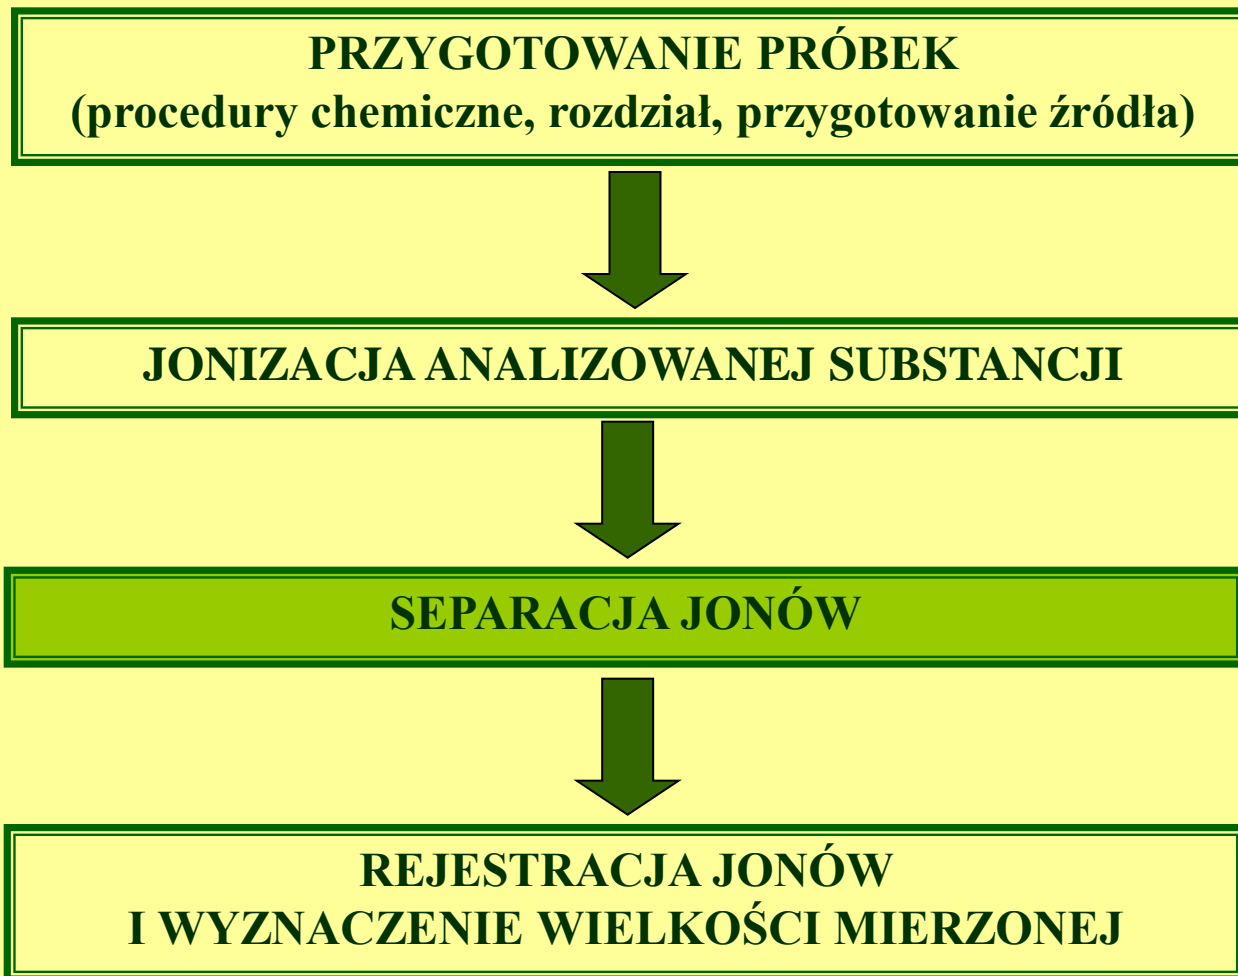 PRZYGOTOWANIE PRÓBEK
(procedury chemiczne, rozdział, przygotowanie źródła)
JONIZACJA ANALIZOWANEJ SUBSTANCJI
SEPARACJA JONÓW
REJESTRACJA JONÓW
I WYZNACZENIE WIELKOŚCI MIERZONEJ